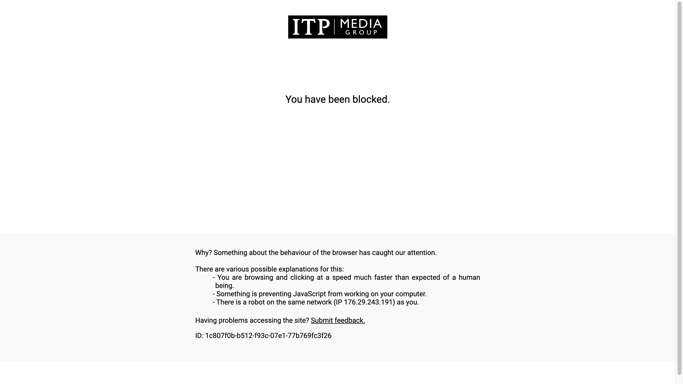 ITP MEDIA
GROUP
You have been blocked.
Why? Something about the behaviour of the browser has caught our attention.
There are various possible explanations for this:
- You are browsing and clicking at a speed much faster than expected of a human
being.
- Something is preventing JavaScript from working on your computer.
- There is a robot on the same network (IP 176.29.243.191) as you.
Having problems accessing the site? Submit feedback.
ID: 1c807f0b-b512-f93c-07e1-77b769fc3f26